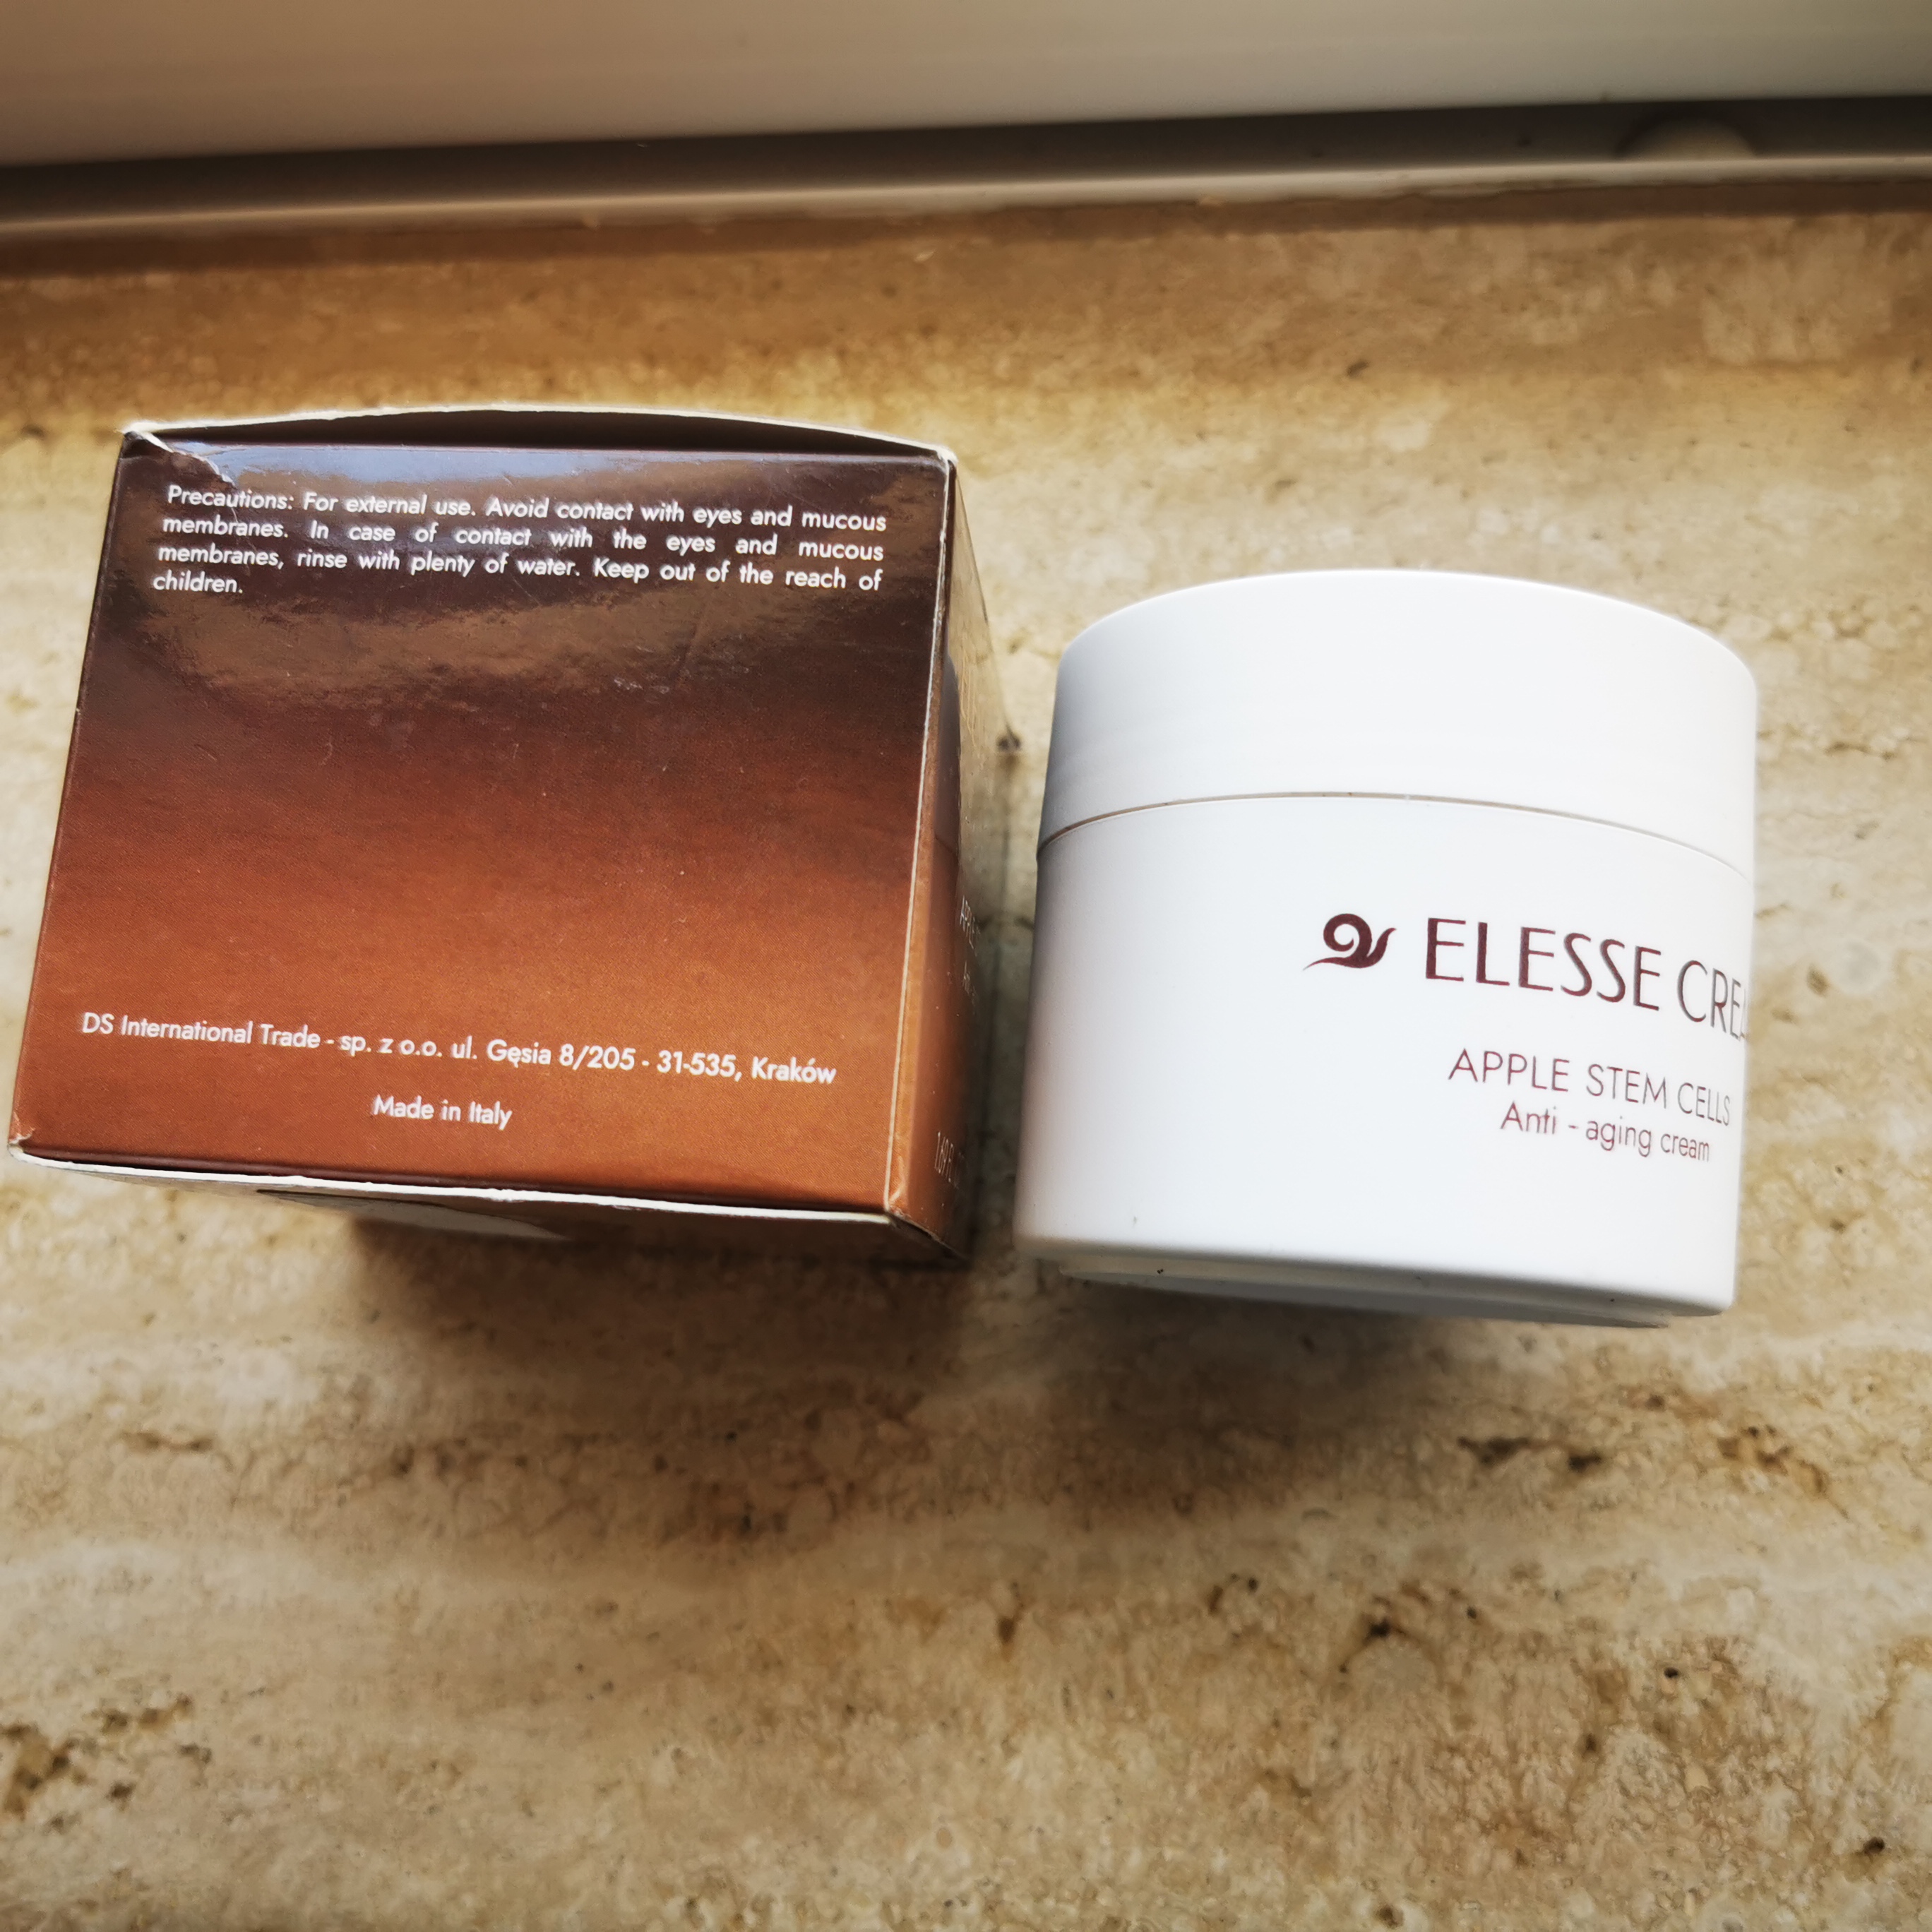 Precautions: For external use. Avoid contact with eyes and mucous
membranes. In case of contact with the eyes and mucous
membranes, rinse with plenty of water. Keep out of the reach of
children.
DS International Trade - sp. z o.o. ul. Gęsia 8/205 - 31-535, Kraków
Made in Italy
ELESSE CREA
APPLE STEM CELLS
Anti - aging cream